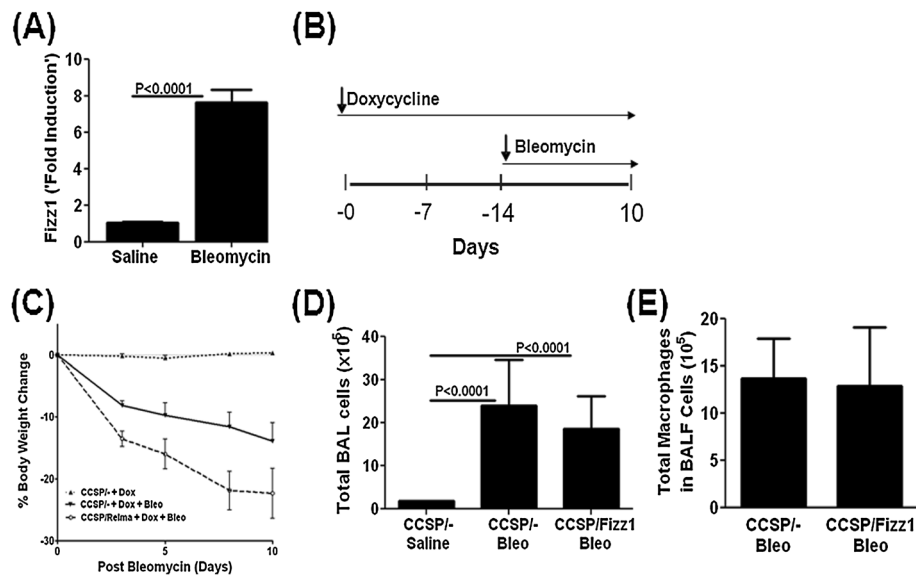 (A)
Fizz1 ('Fold Induction')
8
6
4
2
0
P<0.0001
Saline
Bleomycin
(B)
Doxycycline
Bleomycin
-0
-7
-14
10
Days
(C)
% Body Weight Change
0
-10
-20
-30
CCSP/- + Dox
CCSP/- + Dox + Bleo
CCSP/Relma + Dox + Bleo
0
5
10
Post Bleomycin (Days)
(D)
Total BAL cells (x10⁵)
40
30
20
10
0
P<0.0001
P<0.0001
CCSP/-
Saline
CCSP/-
Bleo
CCSP/Fizz1
Bleo
(E)
Total Macrophages
in BALF Cells (10⁵)
20
15
10
5
0
CCSP/-
Bleo
CCSP/Fizz1
Bleo